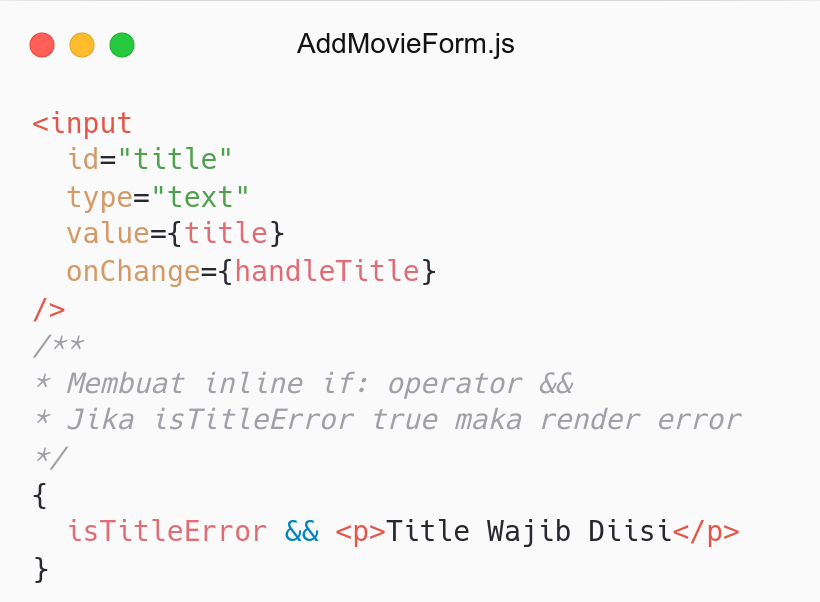 AddMovieForm.js
<input
  id="title"
  type="text"
  value={title}
  onChange={handleTitle}
/>
/**
* Membuat inline if: operator &&
* Jika isTitleError true maka render error
*/
{
  isTitleError && <p>Title Wajib Diisi</p>
}